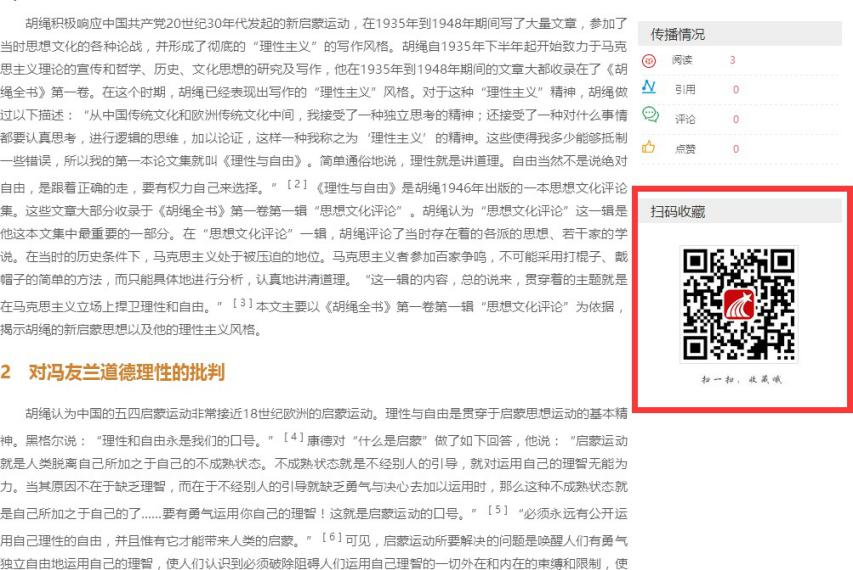 胡绳积极响应中国共产党20世纪30年代发起的新启蒙运动，在1935年到1948年期间写了大量文章，参加了
当时思想文化的各种论战，并形成了彻底的“理性主义”的写作风格。胡绳自1935年下半年起开始致力于马克
思主义理论的宣传和哲学、历史、文化思想的研究及写作，他在1935年到1948年期间的文章大都收录在了《胡
绳全书》第一卷。在这个时期，胡绳已经表现出写作的“理性主义”风格。对于这种“理性主义”精神，胡绳做
过以下描述：“从中国传统文化和欧洲传统文化中间，我接受了一种独立思考的精神；还接受了一种对什么事情
都要认真思考，进行逻辑的思维，加以论证，这样一种我称之为‘理性主义’的精神。这些使得我多少能够抵制
一些错误，所以我的第一本论文集就叫《理性与自由》。简单通俗地说，理性就是讲道理。自由当然不是说绝对
自由，是跟着正确的走，要有权力自己来选择。”[2]《理性与自由》是胡绳1946年出版的一本思想文化评论
集。这些文章大部分收录于《胡绳全书》第一卷第一辑“思想文化评论”。胡绳认为“思想文化评论”这一辑是
他这本文集中最重要的一部分。在“思想文化评论”一辑，胡绳评论了当时存在着的各派的思想、若干家的学
说。在当时的历史条件下，马克思主义处于被压迫的地位。马克思主义者参加百家争鸣，不可能采用打棍子、戴
帽子的简单的方法，而只能具体地进行分析，认真地讲清道理。“这一辑的内容，总的说来，贯穿着的主题就是
在马克思主义立场上捍卫理性和自由。”[3]本文主要以《胡绳全书》第一卷第一辑“思想文化评论”为依据，
揭示胡绳的新启蒙思想以及他的理性主义风格。
2 对冯友兰道德理性的批判
胡绳认为中国的五四启蒙运动非常接近18世纪欧洲的启蒙运动。理性与自由是贯穿于启蒙思想运动的基本精
神。黑格尔说：“理性和自由永是我们的口号。”[4]康德对“什么是启蒙”做了如下回答，他说：“启蒙运动
就是人类脱离自己所加之于自己的不成熟状态。不成熟状态就是不经别人的引导，就对运用自己的理智无能为
力。当其原因不在于缺乏理智，而在于不经别人的引导就缺乏勇气与决心去加以运用时，那么这种不成熟状态就
是自己所加之于自己的了……要有勇气运用你自己的理智！这就是启蒙运动的口号。”[5]“必须永远有公开运
用自己理性的自由，并且惟有它才能带来人类的启蒙。”[6]可见，启蒙运动所要解决的问题是唤醒人们有勇气
独立自由地运用自己的理智，使人们认识到必须破除阻碍人们运用自己理智的一切外在和内在的束缚和限制，使
传播情况
阅读 3
引用 0
评论 0
点赞 0
扫码收藏
扫一扫，收藏哦